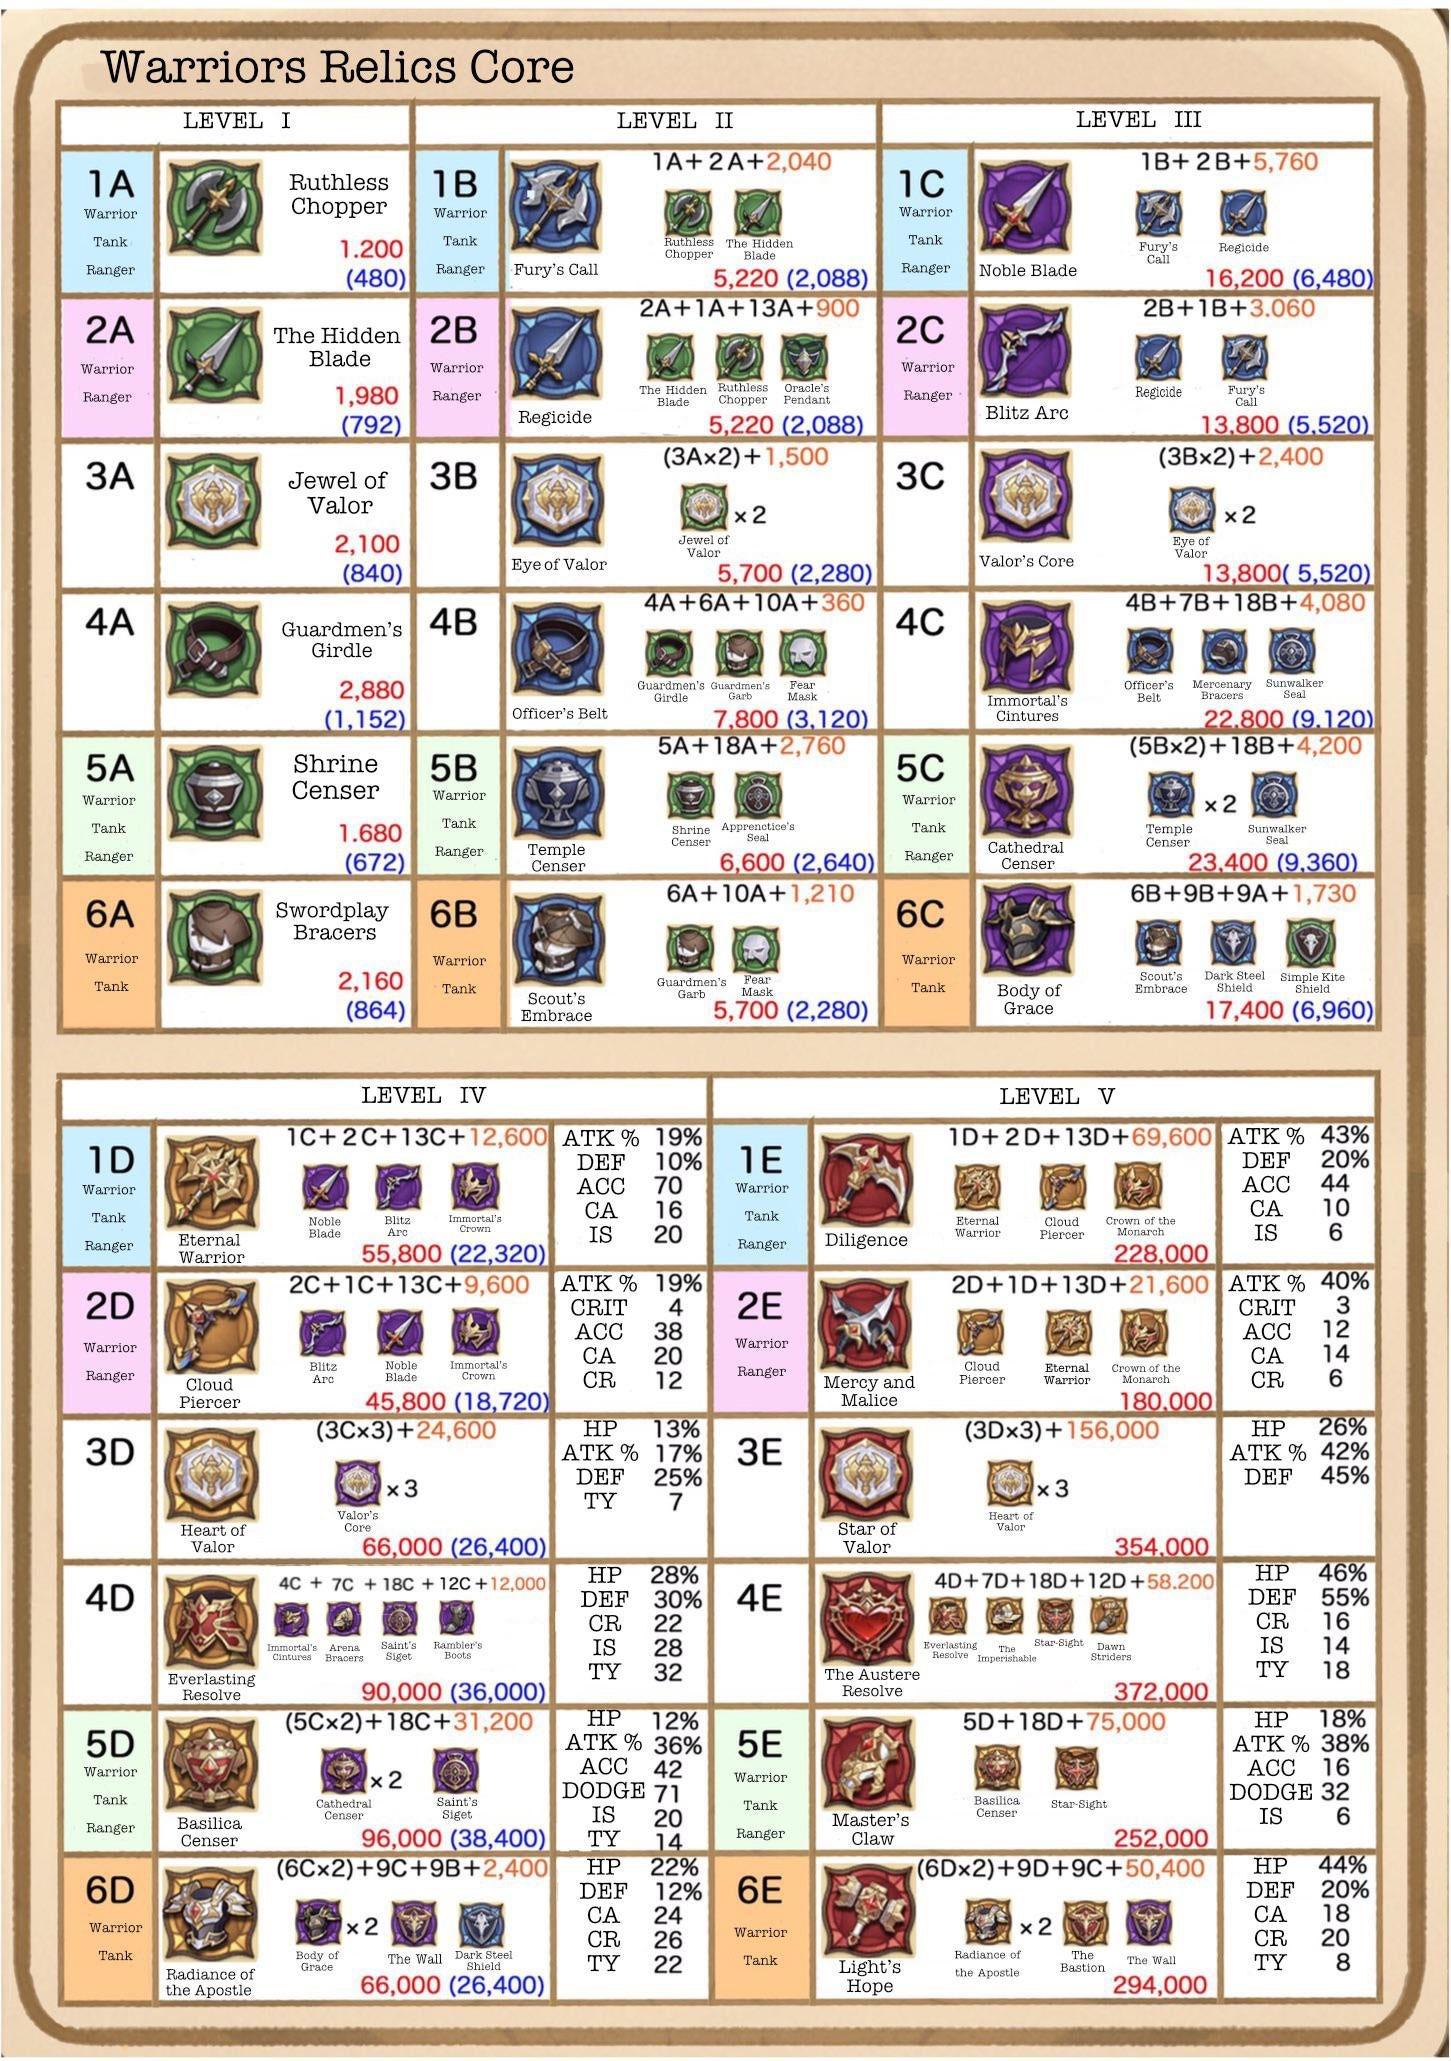 Warriors Relics Core
LEVEL I
LEVEL II
LEVEL III
1A
Warrior
Tank
Ranger
Ruthless
Chopper
1.200
(480)
1B
Warrior
Tank
Ranger
Fury's Call
1A+ 2A+2,040
Ruthless
Chopper
The Hidden
Blade
5,220 (2,088)
1C
Warrior
Tank
Ranger
Noble Blade
1B+ 2B+5,760
Fury's
Call
Regicide
16,200 (6,480)
2A
Warrior
Ranger
The Hidden
Blade
1,980
(792)
2B
Warrior
Ranger
Regicide
2A+1A+13A+900
The Hidden
Blade
Ruthless
Chopper
Oracle's
Pendant
5,220 (2,088)
2C
Warrior
Ranger
Blitz Arc
2B+1B+3.060
Regicide
Fury's
Call
13,800 (5,520)
3A
Jewel of
Valor
2,100
(840)
3B
Eye of Valor
(3A×2)+1,500
×2
Jewel of
Valor
5,700 (2,280)
3C
Valor's Core
(3B×2)+2,400
×2
Eye of
Valor
13,800( 5,520)
4A
Guardmen's
Girdle
2,880
(1,152)
4B
Officer's Belt
4A+6A+10A+360
Guardmen's
Girdle
Guardmen's
Garb
Fear
Mask
7,800 (3,120)
4C
Immortal's
Cintures
4B+7B+18B+4,080
Officer's
Belt
Mercenary
Bracers
Sunwalker
Seal
22,800 (9.120)
5A
Warrior
Tank
Ranger
Shrine
Censer
1.680
(672)
5B
Warrior
Tank
Ranger
Temple
Censer
5A+18A+2,760
Shrine
Censer
Apprenctice's
Seal
6,600 (2,640)
5C
Warrior
Tank
Ranger
Cathedral
Censer
(5B×2)+18B+4,200
×2
Temple
Censer
Sunwalker
Seal
23,400 (9,360)
6A
Warrior
Tank
Swordplay
Bracers
2,160
(864)
6B
Warrior
Tank
Scout's
Embrace
6A+10A+1,210
Guardmen's
Garb
Fear
Mask
5,700 (2,280)
6C
Warrior
Tank
Body of
Grace
6B+9B+9A+1,730
Scout's
Embrace
Dark Steel
Shield
Simple Kite
Shield
17,400 (6,960)
LEVEL IV
LEVEL V
1D
Warrior
Tank
Ranger
Eternal
Warrior
1C+ 2C+13C+12,600
Noble
Blade
Blitz
Arc
Immortal's
Crown
55,800 (22,320)
ATK % 19%
DEF 10%
ACC 70
CA 16
IS 20
1E
Warrior
Tank
Ranger
Diligence
1D+ 2D+13D+69,600
Eternal
Warrior
Cloud
Piercer
Crown of the
Monarch
228,000
ATK % 43%
DEF 20%
ACC 44
CA 10
IS 6
2D
Warrior
Ranger
Cloud
Piercer
2C+1C+13C+9,600
Blitz
Arc
Noble
Blade
Immortal's
Crown
45,800 (18,720)
ATK % 19%
CRIT 4
ACC 38
CA 20
CR 12
2E
Warrior
Ranger
Mercy and
Malice
2D+1D+13D+21,600
Cloud
Piercer
Eternal
Warrior
Crown of the
Monarch
180,000
ATK % 40%
CRIT 3
ACC 12
CA 14
CR 6
3D
Heart of
Valor
(3C×3)+24,600
×3
Valor's
Core
66,000 (26,400)
HP 13%
ATK % 17%
DEF 25%
TY 7
3E
Star of
Valor
(3D×3)+156,000
×3
Heart of
Valor
354,000
HP 26%
ATK % 42%
DEF 45%
4D
Everlasting
Resolve
4C + 7C + 18C + 12C+12,000
Immortal's
Cintures
Arena
Bracers
Saint's
Siget
Rambler's
Boots
90,000 (36,000)
HP 28%
DEF 30%
CR 22
IS 28
TY 32
4E
The Austere
Resolve
4D+7D+18D+12D+58.200
Everlasting
Resolve
The
Imperishable
Star-Sight
Dawn
Striders
372,000
HP 46%
DEF 55%
CR 16
IS 14
TY 18
5D
Warrior
Tank
Ranger
Basilica
Censer
(5C×2)+18C+31,200
×2
Cathedral
Censer
Saint's
Siget
96,000 (38,400)
HP 12%
ATK % 36%
ACC 42
DODGE 71
IS 20
TY 14
5E
Warrior
Tank
Ranger
Master's
Claw
5D+18D+75,000
Basilica
Censer
Star-Sight
252,000
HP 18%
ATK % 38%
ACC 16
DODGE 32
IS 6
6D
Warrior
Tank
Radiance of
the Apostle
(6C×2)+9C+9B+2,400
×2
Body of
Grace
The Wall
Dark Steel
Shield
66,000 (26,400)
HP 22%
DEF 12%
CA 24
CR 26
TY 22
6E
Warrior
Tank
Light's
Hope
(6D×2)+9D+9C+50,400
×2
Radiance of
the Apostle
The
Bastion
The Wall
294,000
HP 44%
DEF 20%
CA 18
CR 20
TY 8